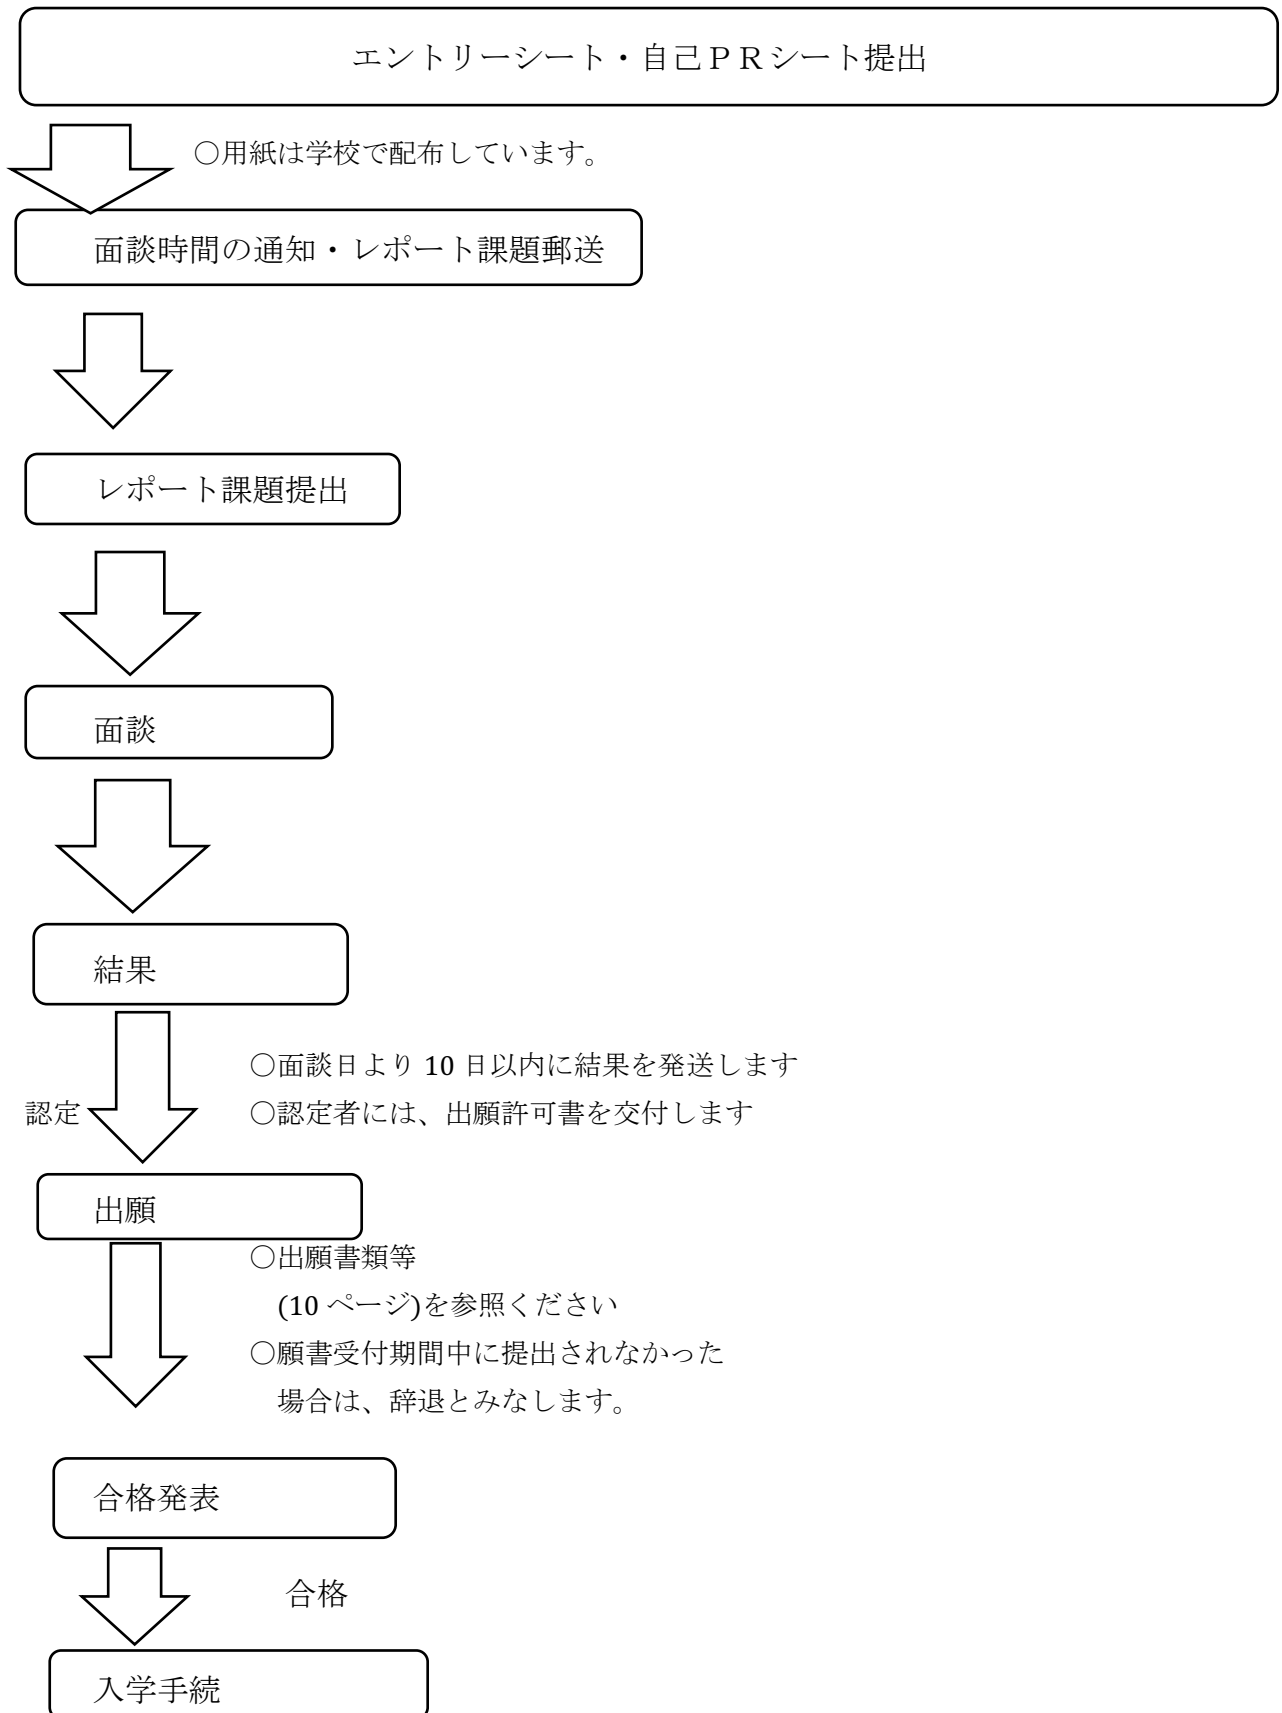 エントリーシート・自己ＰＲシート提出
○用紙は学校で配布しています。
面談時間の通知・レポート課題郵送
レポート課題提出
面談
結果
○面談日より 10 日以内に結果を発送します
認定
○認定者には、出願許可書を交付します
出願
○出願書類等
(10 ページ)を参照ください
○願書受付期間中に提出されなかった
場合は、辞退とみなします。
合格発表
合格
入学手続